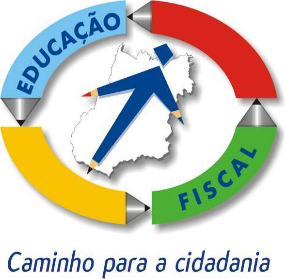 EDUCAÇÃO
FISCAL
Caminho para a cidadania